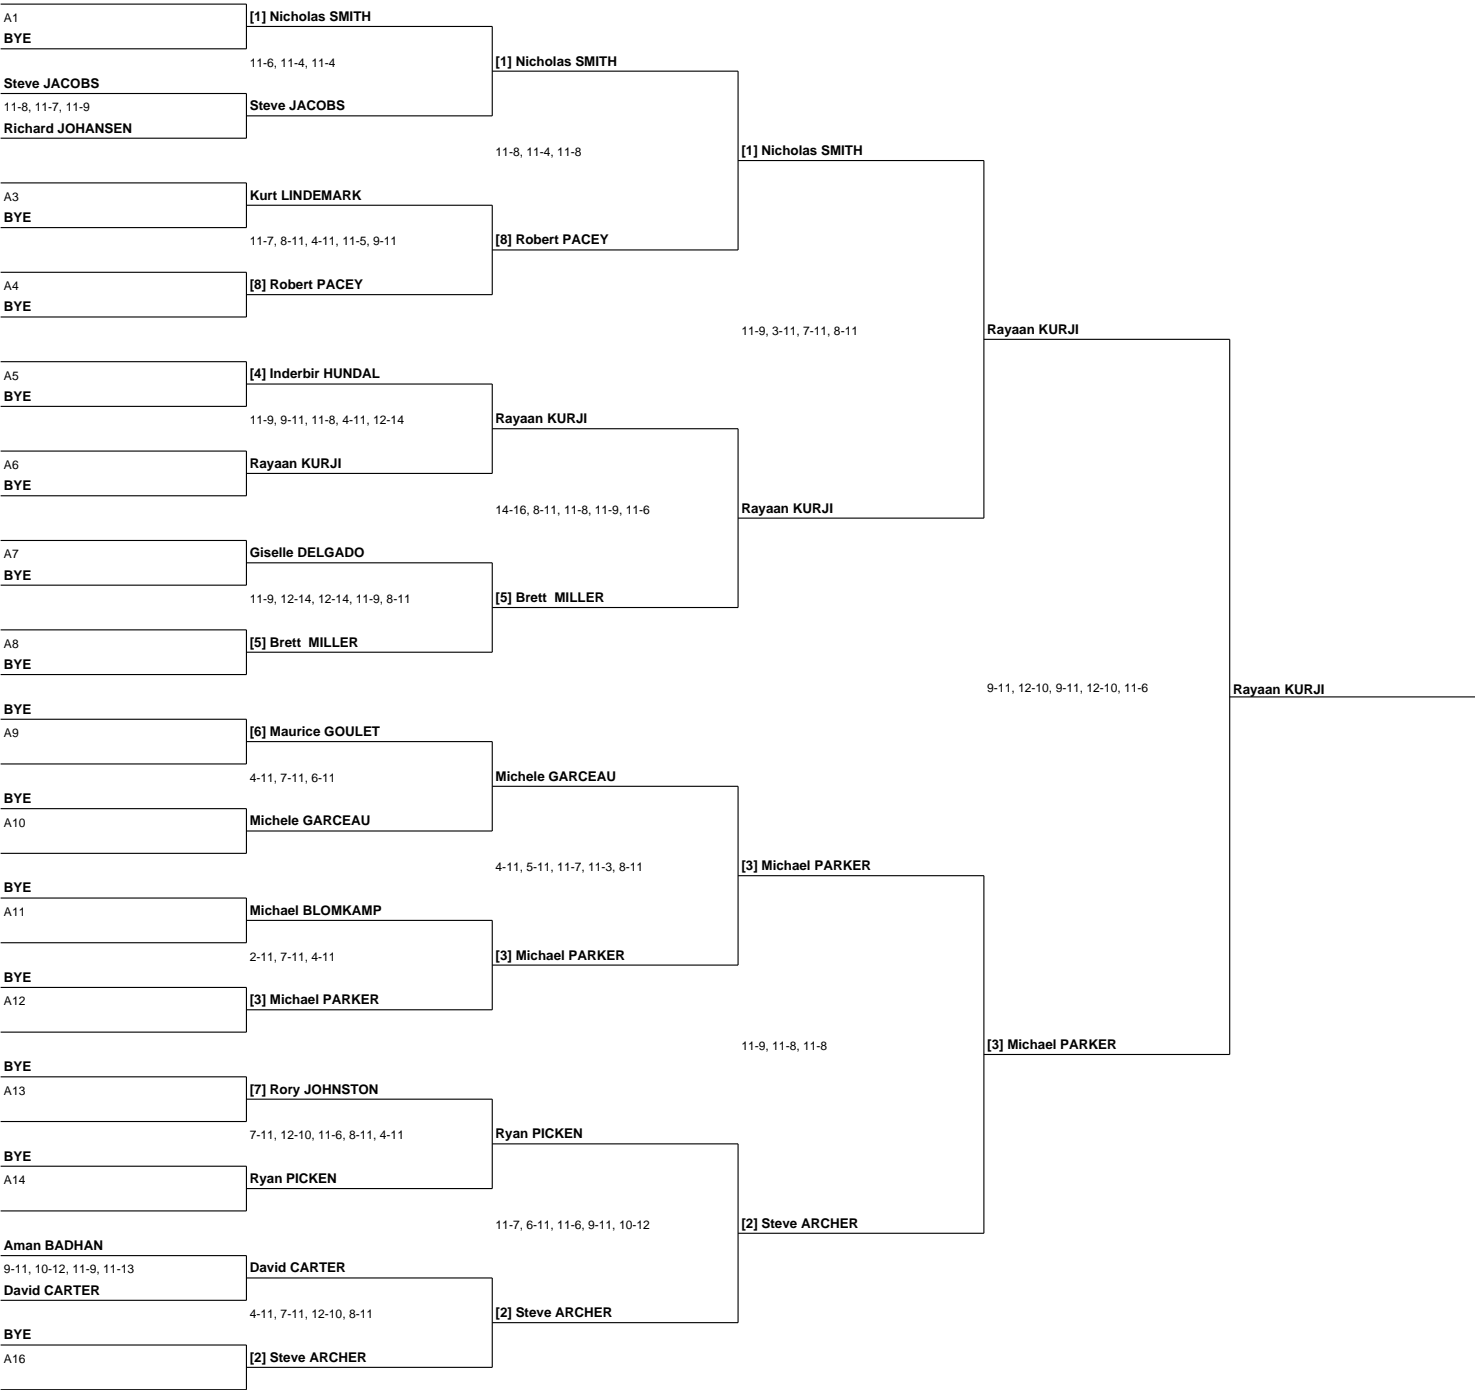 A1
BYE
[1] Nicholas SMITH
11-6, 11-4, 11-4
Steve JACOBS
11-8, 11-7, 11-9
Richard JOHANSEN
Steve JACOBS
[1] Nicholas SMITH
11-8, 11-4, 11-8
A3
BYE
Kurt LINDEMARK
11-7, 8-11, 4-11, 11-5, 9-11
A4
BYE
[8] Robert PACEY
[8] Robert PACEY
[1] Nicholas SMITH
11-9, 3-11, 7-11, 8-11
A5
BYE
[4] Inderbir HUNDAL
11-9, 9-11, 11-8, 4-11, 12-14
A6
BYE
Rayaan KURJI
Rayaan KURJI
14-16, 8-11, 11-8, 11-9, 11-6
A7
BYE
Giselle DELGADO
11-9, 12-14, 12-14, 11-9, 8-11
A8
BYE
[5] Brett  MILLER
[5] Brett  MILLER
Rayaan KURJI
Rayaan KURJI
9-11, 12-10, 9-11, 12-10, 11-6
Rayaan KURJI
BYE
A9
[6] Maurice GOULET
4-11, 7-11, 6-11
BYE
A10
Michele GARCEAU
Michele GARCEAU
4-11, 5-11, 11-7, 11-3, 8-11
BYE
A11
Michael BLOMKAMP
2-11, 7-11, 4-11
BYE
A12
[3] Michael PARKER
[3] Michael PARKER
[3] Michael PARKER
11-9, 11-8, 11-8
[3] Michael PARKER
BYE
A13
[7] Rory JOHNSTON
7-11, 12-10, 11-6, 8-11, 4-11
BYE
A14
Ryan PICKEN
Ryan PICKEN
11-7, 6-11, 11-6, 9-11, 10-12
[2] Steve ARCHER
Aman BADHAN
9-11, 10-12, 11-9, 11-13
David CARTER
David CARTER
4-11, 7-11, 12-10, 8-11
BYE
A16
[2] Steve ARCHER
[2] Steve ARCHER